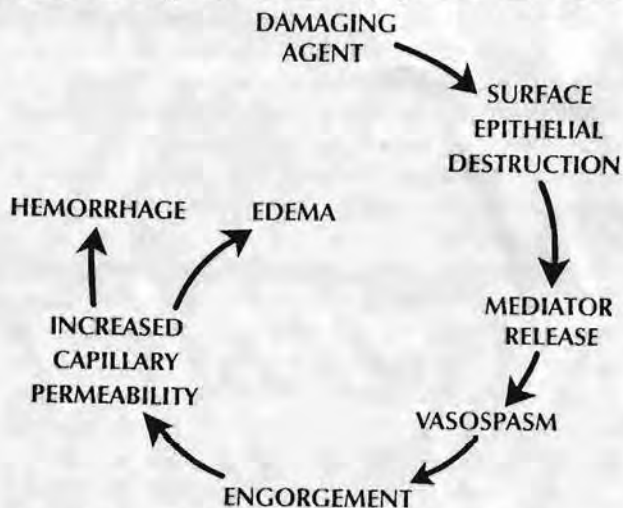 DAMAGING
AGENT
SURFACE
EPITHELIAL
DESTRUCTION
MEDIATOR
RELEASE
VASOSPASM
ENGORGEMENT
INCREASED
CAPILLARY
PERMEABILITY
HEMORRHAGE
EDEMA